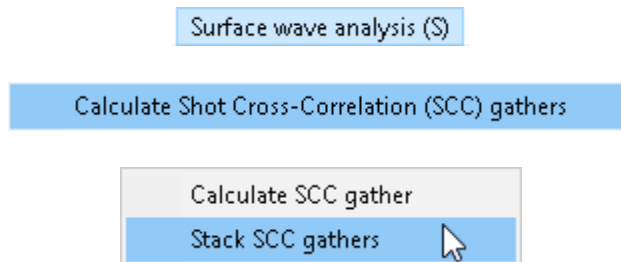 Surface wave analysis (S)
Calculate Shot Cross-Correlation (SCC) gathers
Calculate SCC gather
Stack SCC gathers